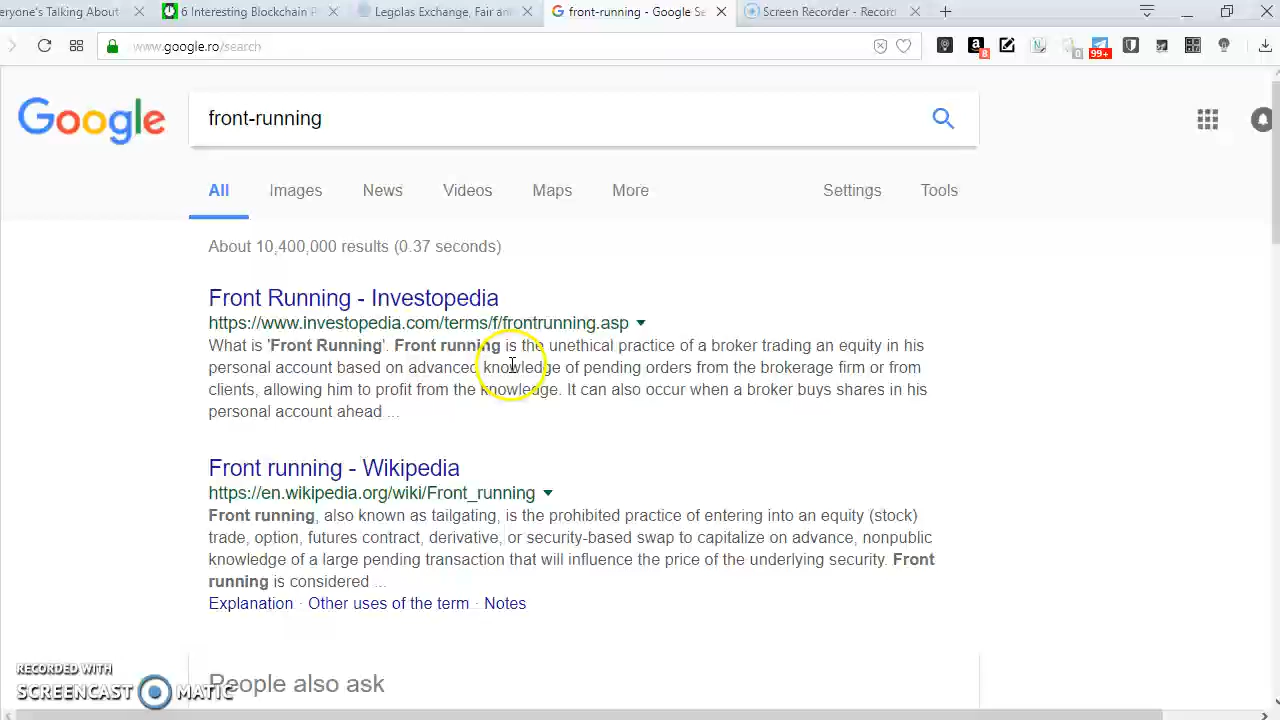 eryone's Talking About
6 Interesting Blockchain P
Legolas Exchange, Fair an
front-running - Google Se
Screen Recorder - Record
www.google.ro/search
8
0
99+
Google
front-running
All Images News Videos Maps More Settings Tools
About 10,400,000 results (0.37 seconds)
Front Running - Investopedia
https://www.investopedia.com/terms/f/frontrunning.asp
What is 'Front Running'. Front running is the unethical practice of a broker trading an equity in his
personal account based on advanced knowledge of pending orders from the brokerage firm or from
clients, allowing him to profit from the knowledge. It can also occur when a broker buys shares in his
personal account ahead ...
Front running - Wikipedia
https://en.wikipedia.org/wiki/Front_running
Front running, also known as tailgating, is the prohibited practice of entering into an equity (stock)
trade, option, futures contract, derivative, or security-based swap to capitalize on advance, nonpublic
knowledge of a large pending transaction that will influence the price of the underlying security. Front
running is considered ...
Explanation · Other uses of the term · Notes
People also ask
RECORDED WITH
SCREENCAST MATIC